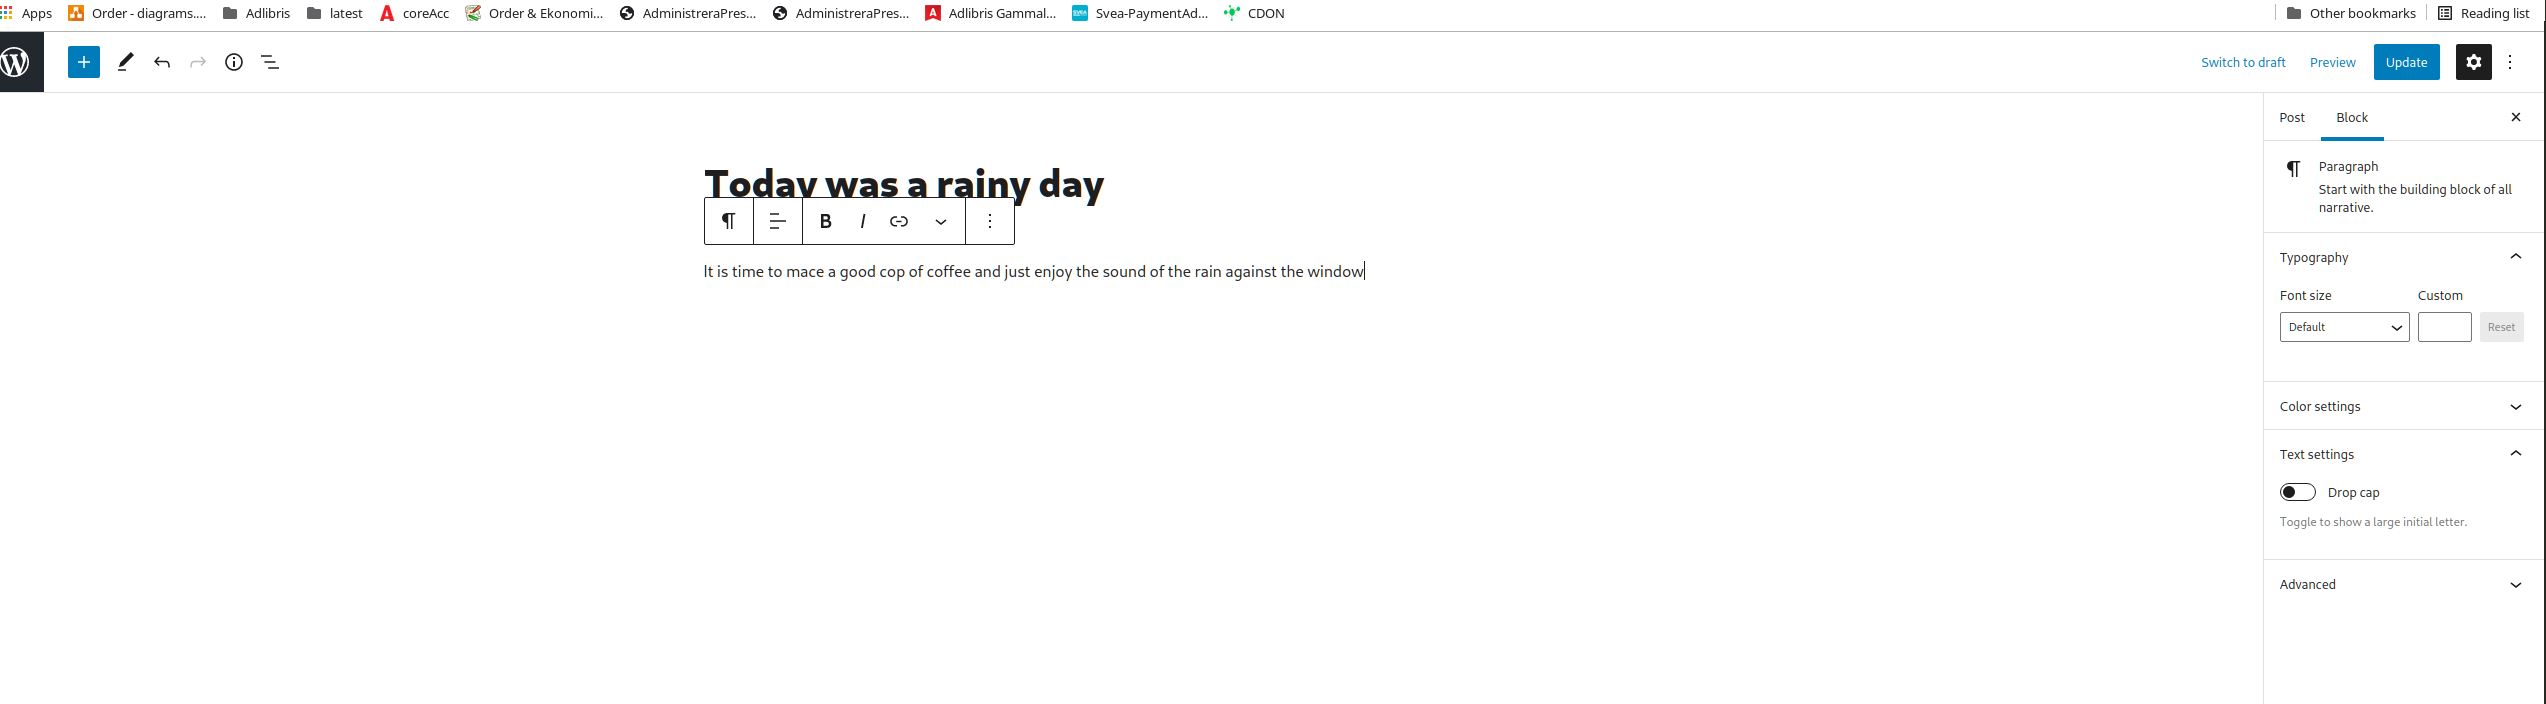 Apps Order - diagrams.... Adlibris latest coreAcc Order & Ekonomi... AdministreraPres... AdministreraPres... Adlibris Gammal... Svea-PaymentAd... CDON Other bookmarks Reading list
Switch to draft Preview Update
Post Block
Today was a rainy day
Paragraph
Start with the building block of all
narrative.
B I
It is time to mace a good cop of coffee and just enjoy the sound of the rain against the window
Typography
Font size Custom
Default Reset
Color settings
Text settings
Drop cap
Toggle to show a large initial letter.
Advanced